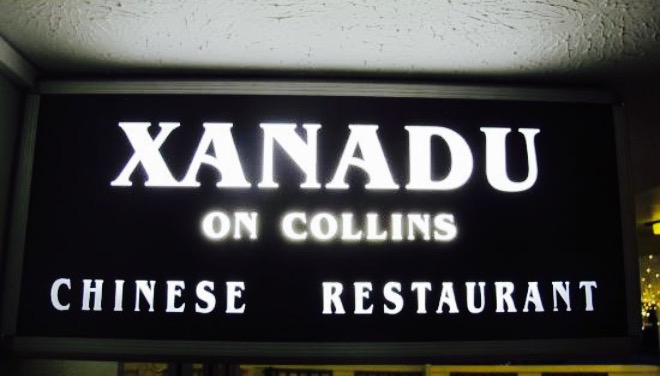 XANADU
ON COLLINS
CHINESE RESTAURANT